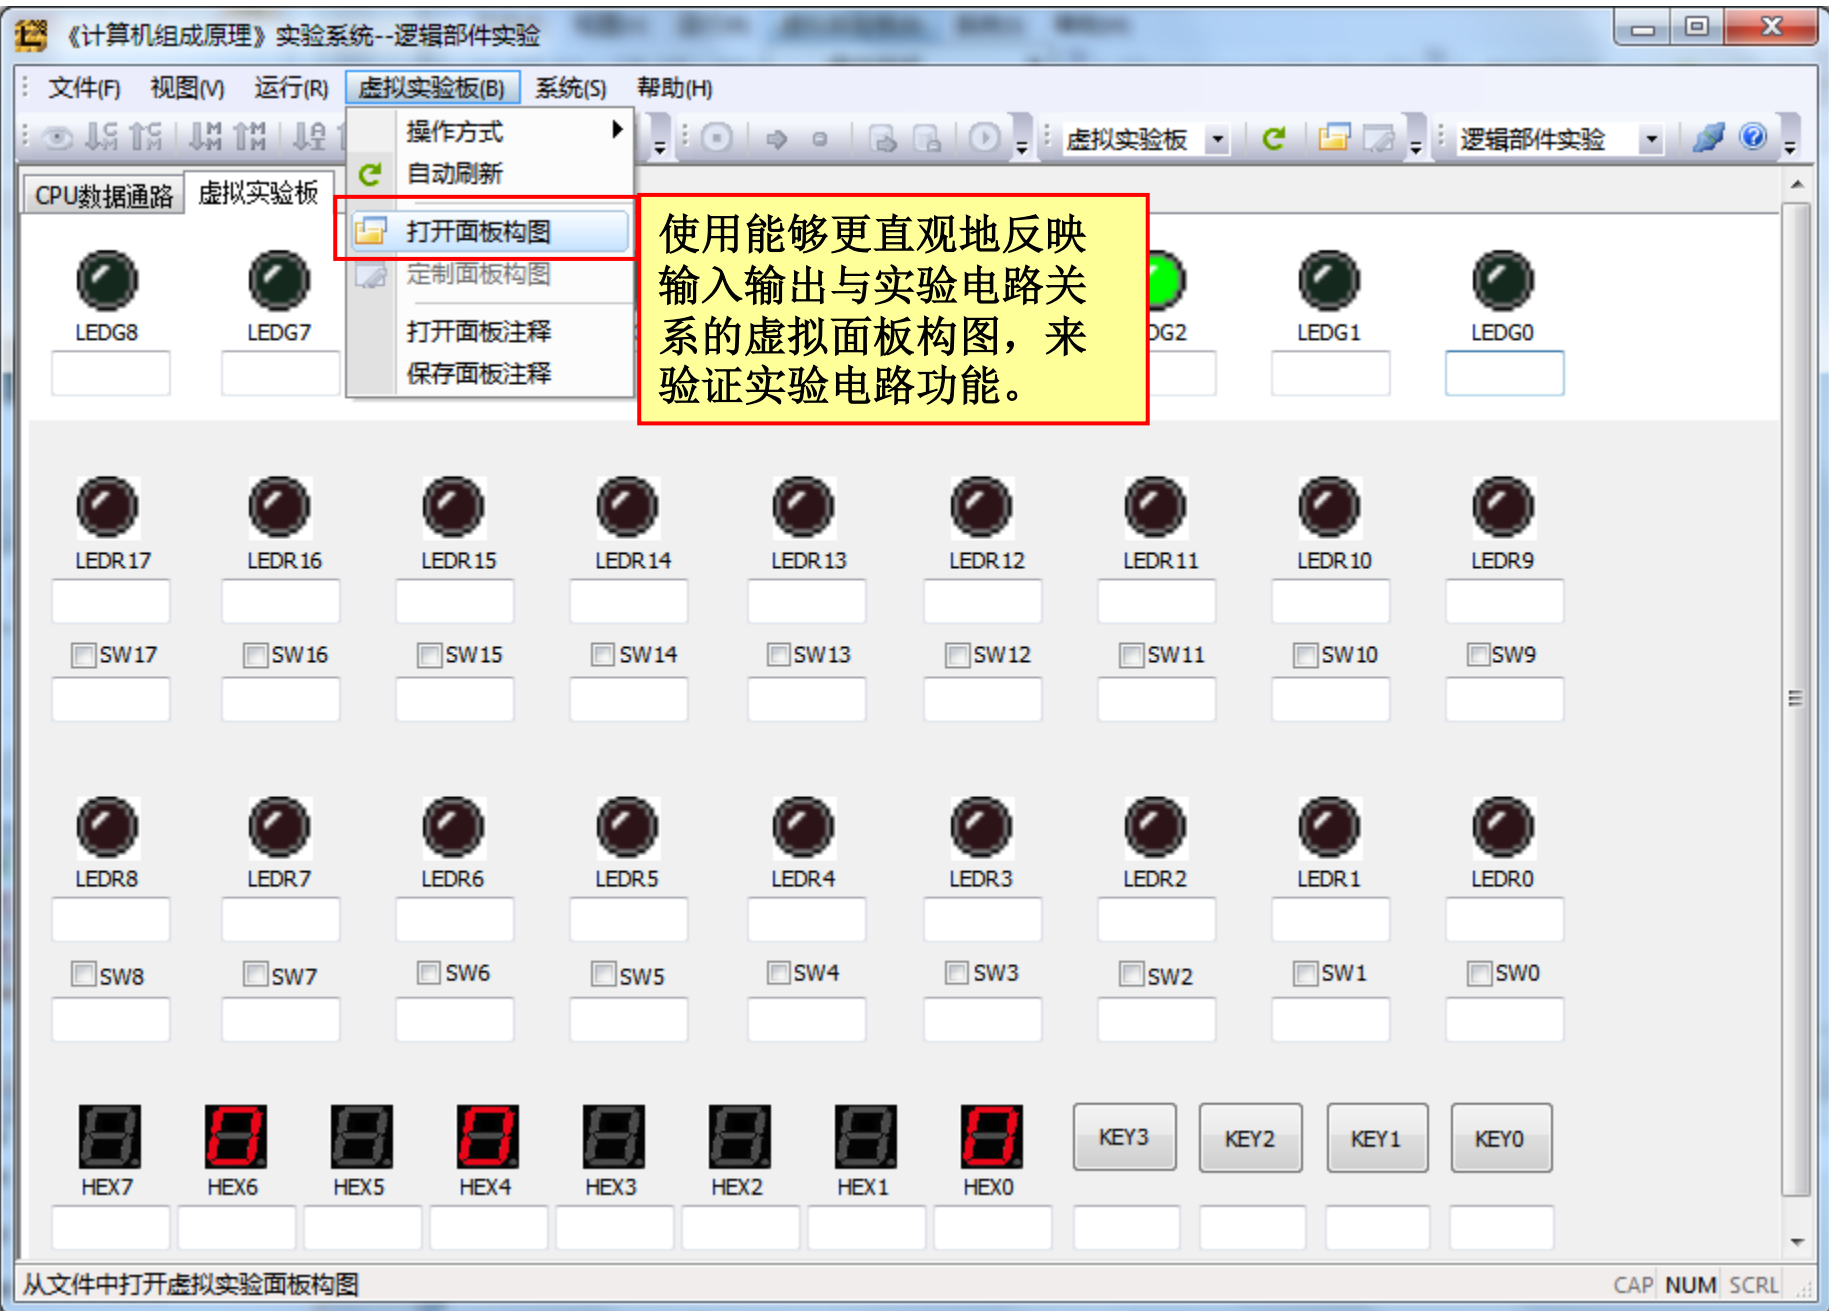 《计算机组成原理》实验系统--逻辑部件实验
文件(F) 视图(V) 运行(R) 虚拟实验板(B) 系统(S) 帮助(H)
虚拟实验板 逻辑部件实验
操作方式
自动刷新
打开面板构图
定制面板构图
打开面板注释
保存面板注释
CPU数据通路 虚拟实验板
使用能够更直观地反映
输入输出与实验电路关
系的虚拟面板构图，来
验证实验电路功能。
LEDG8 LEDG7 DG2 LEDG1 LEDG0
LEDR17 LEDR16 LEDR15 LEDR14 LEDR13 LEDR12 LEDR11 LEDR10 LEDR9
SW17 SW16 SW15 SW14 SW13 SW12 SW11 SW10 SW9
LEDR8 LEDR7 LEDR6 LEDR5 LEDR4 LEDR3 LEDR2 LEDR1 LEDR0
SW8 SW7 SW6 SW5 SW4 SW3 SW2 SW1 SW0
KEY3 KEY2 KEY1 KEY0
HEX7 HEX6 HEX5 HEX4 HEX3 HEX2 HEX1 HEX0
从文件中打开虚拟实验面板构图
CAP NUM SCRL